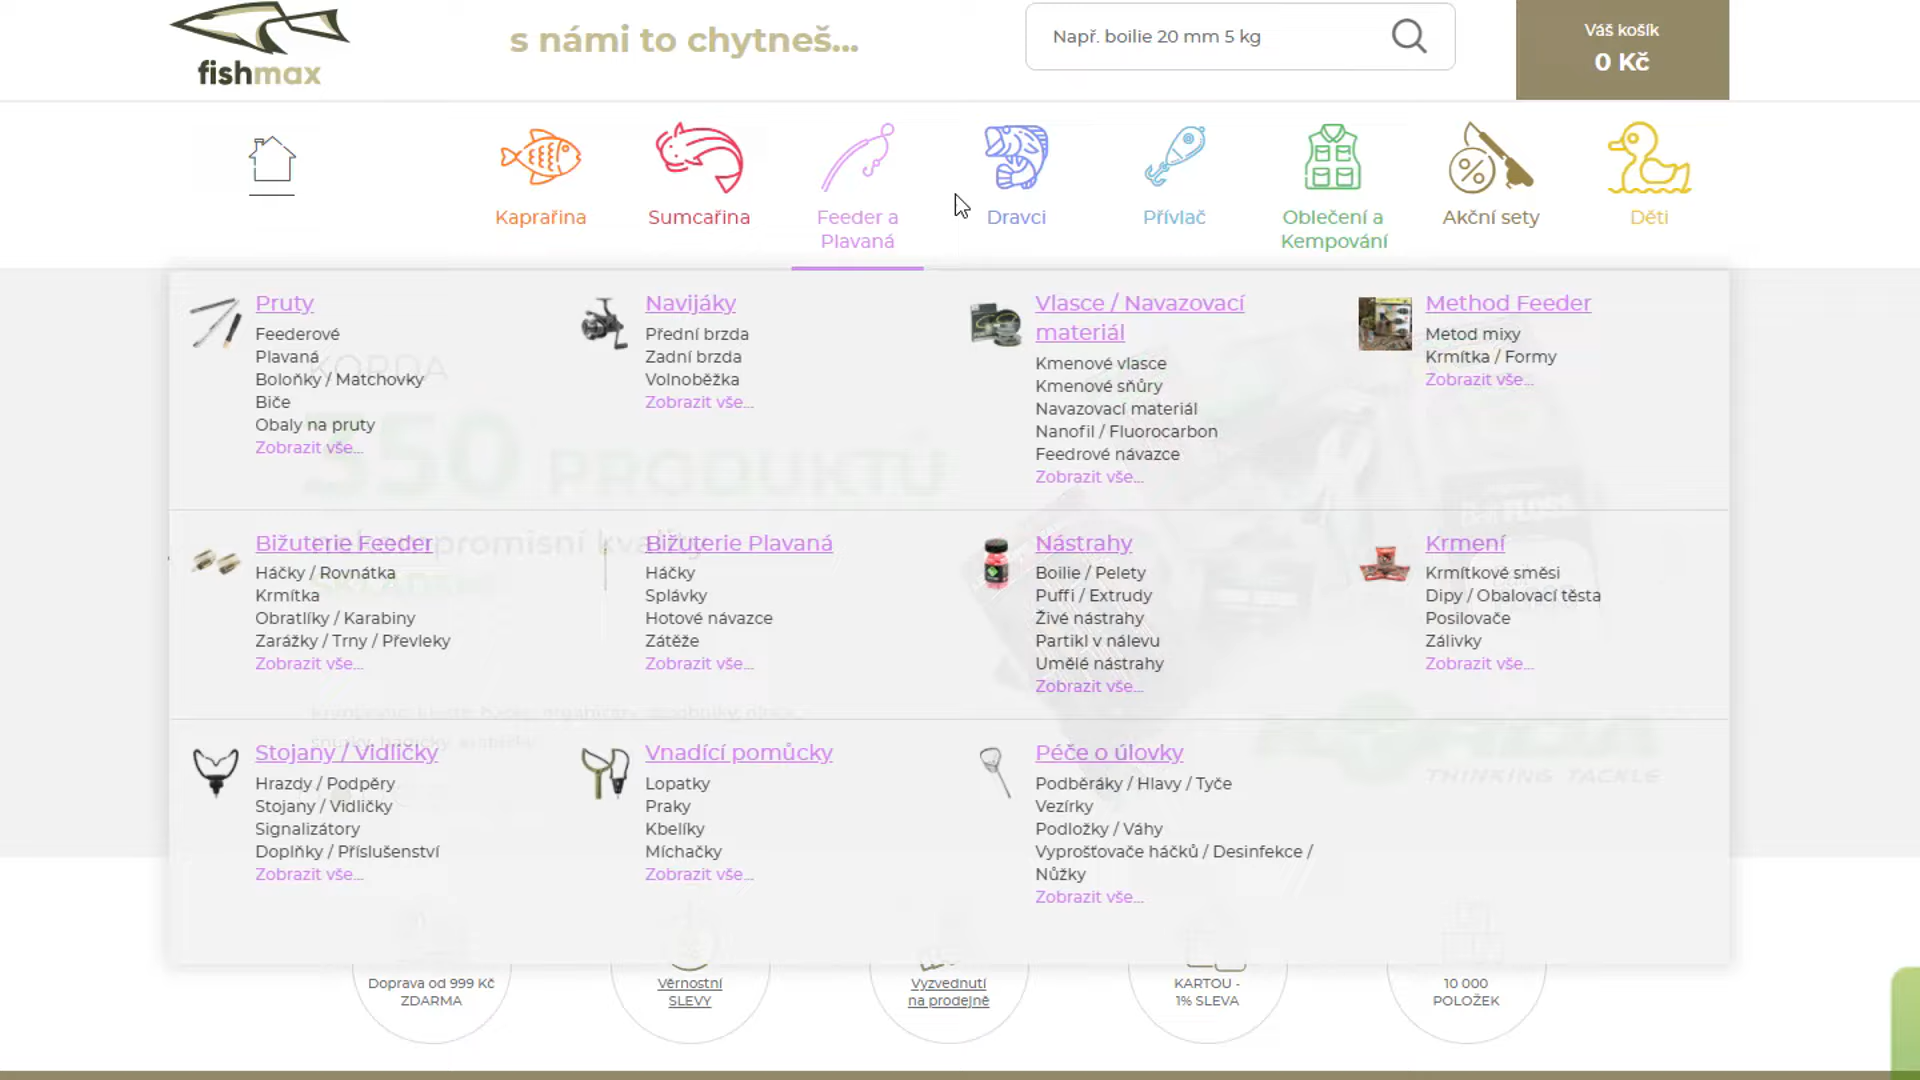 fishmax
s námi to chytneš...
Např. boilie 20 mm 5 kg
Váš košík
0 Kč
Kaprařina
Sumcařina
Feeder a
Plavaná
Dravci
Přívlač
Oblečení a
Kempování
Akční sety
Děti
Pruty
Feederové
Plavaná
Boloňky / Matchovky
Biče
Obaly na pruty
Zobrazit vše...
Navijáky
Přední brzda
Zadní brzda
Volnoběžka
Zobrazit vše...
Vlasce / Navazovací
materiál
Kmenové vlasce
Kmenové sňůry
Navazovací materiál
Nanofil / Fluorocarbon
Feedrové návazce
Zobrazit vše...
Method Feeder
Metod mixy
Krmítka / Formy
Zobrazit vše...
KORDA
350 PRODUKTŮ
Bižuterie Feeder
Háčky / Rovnátka
Krmítka
Obratlíky / Karabiny
Zarážky / Trny / Převleky
Zobrazit vše...
Bižuterie Plavaná
Háčky
Splávky
Hotové návazce
Zátěže
Zobrazit vše...
Nástrahy
Boilie / Pelety
Puffi / Extrudy
Živé nástrahy
Partikl v nálevu
Umělé nástrahy
Zobrazit vše...
Krmení
Krmítkové směsi
Dipy / Obalovací těsta
Posilovače
Zálivky
Zobrazit vše...
Stojany / Vidličky
Hrazdy / Podpěry
Stojany / Vidličky
Signalizátory
Doplňky / Příslušenství
Zobrazit vše...
Vnadící pomůcky
Lopatky
Praky
Kbelíky
Míchačky
Zobrazit vše...
Péče o úlovky
Podběráky / Hlavy / Tyče
Vezírky
Podložky / Váhy
Vyprošťovače háčků / Desinfekce /
Nůžky
Zobrazit vše...
KORDA
THINKING TACKLE
Doprava od 999 Kč
ZDARMA
Věrnostní
SLEVY
Vyzvednutí
na prodejně
KARTOU -
1% SLEVA
10 000
POLOŽEK